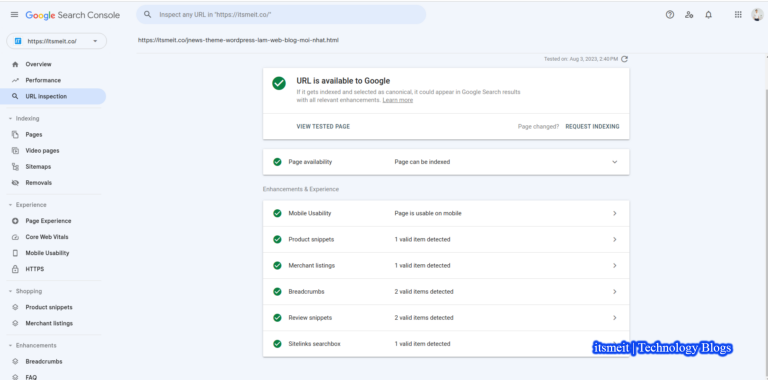 Google Search Console
Inspect any URL in "https://itsmeit.co/"
https://itsmeit.co/
https://itsmeit.co/jnews-theme-wordpress-lam-web-blog-moi-nhat.html
Tested on: Aug 3, 2023, 2:40 PM
Overview
Performance
URL inspection
Indexing
Pages
Video pages
Sitemaps
Removals
Experience
Page Experience
Core Web Vitals
Mobile Usability
HTTPS
Shopping
Product snippets
Merchant listings
Enhancements
Breadcrumbs
FAQ
URL is available to Google
If it gets indexed and selected as canonical, it could appear in Google Search results
with all relevant enhancements. Learn more
VIEW TESTED PAGE Page changed? REQUEST INDEXING
Page availability Page can be indexed
Enhancements & Experience
Mobile Usability Page is usable on mobile
Product snippets 1 valid item detected
Merchant listings 1 valid item detected
Breadcrumbs 2 valid items detected
Review snippets 2 valid items detected
Sitelinks searchbox 1 valid item detected
itsmeit | Technology Blogs